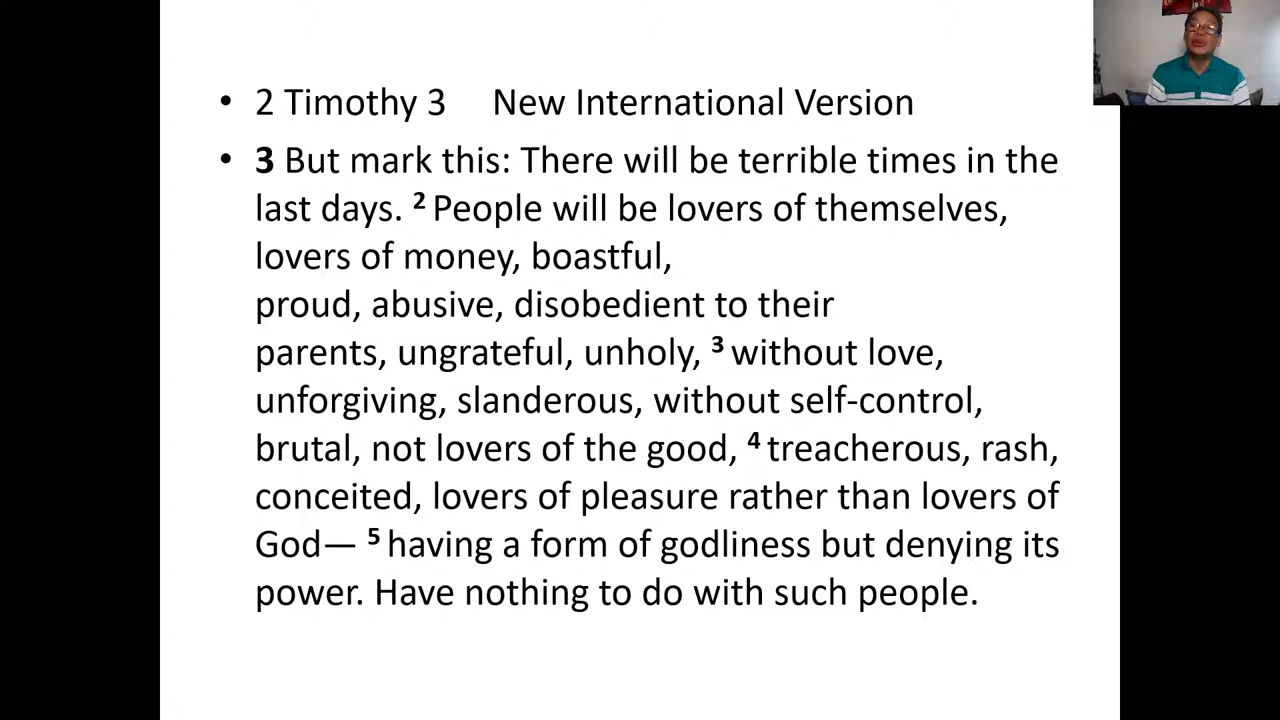 • 2 Timothy 3 New International Version
• 3 But mark this: There will be terrible times in the
last days. 2 People will be lovers of themselves,
lovers of money, boastful,
proud, abusive, disobedient to their
parents, ungrateful, unholy, 3 without love,
unforgiving, slanderous, without self-control,
brutal, not lovers of the good, 4 treacherous, rash,
conceited, lovers of pleasure rather than lovers of
God— 5 having a form of godliness but denying its
power. Have nothing to do with such people.